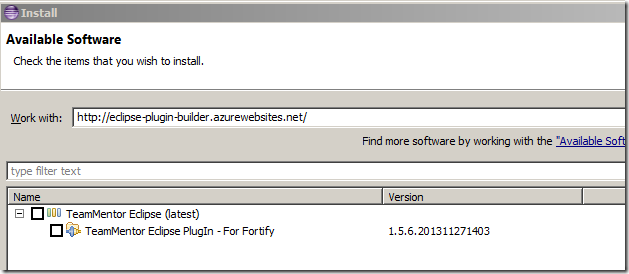 Install
Available Software
Check the items that you wish to install.
Work with: http://eclipse-plugin-builder.azurewebsites.net/
Find more software by working with the "Available Soft
type filter text
Name Version
TeamMentor Eclipse (latest)
TeamMentor Eclipse PlugIn - For Fortify 1.5.6.201311271403